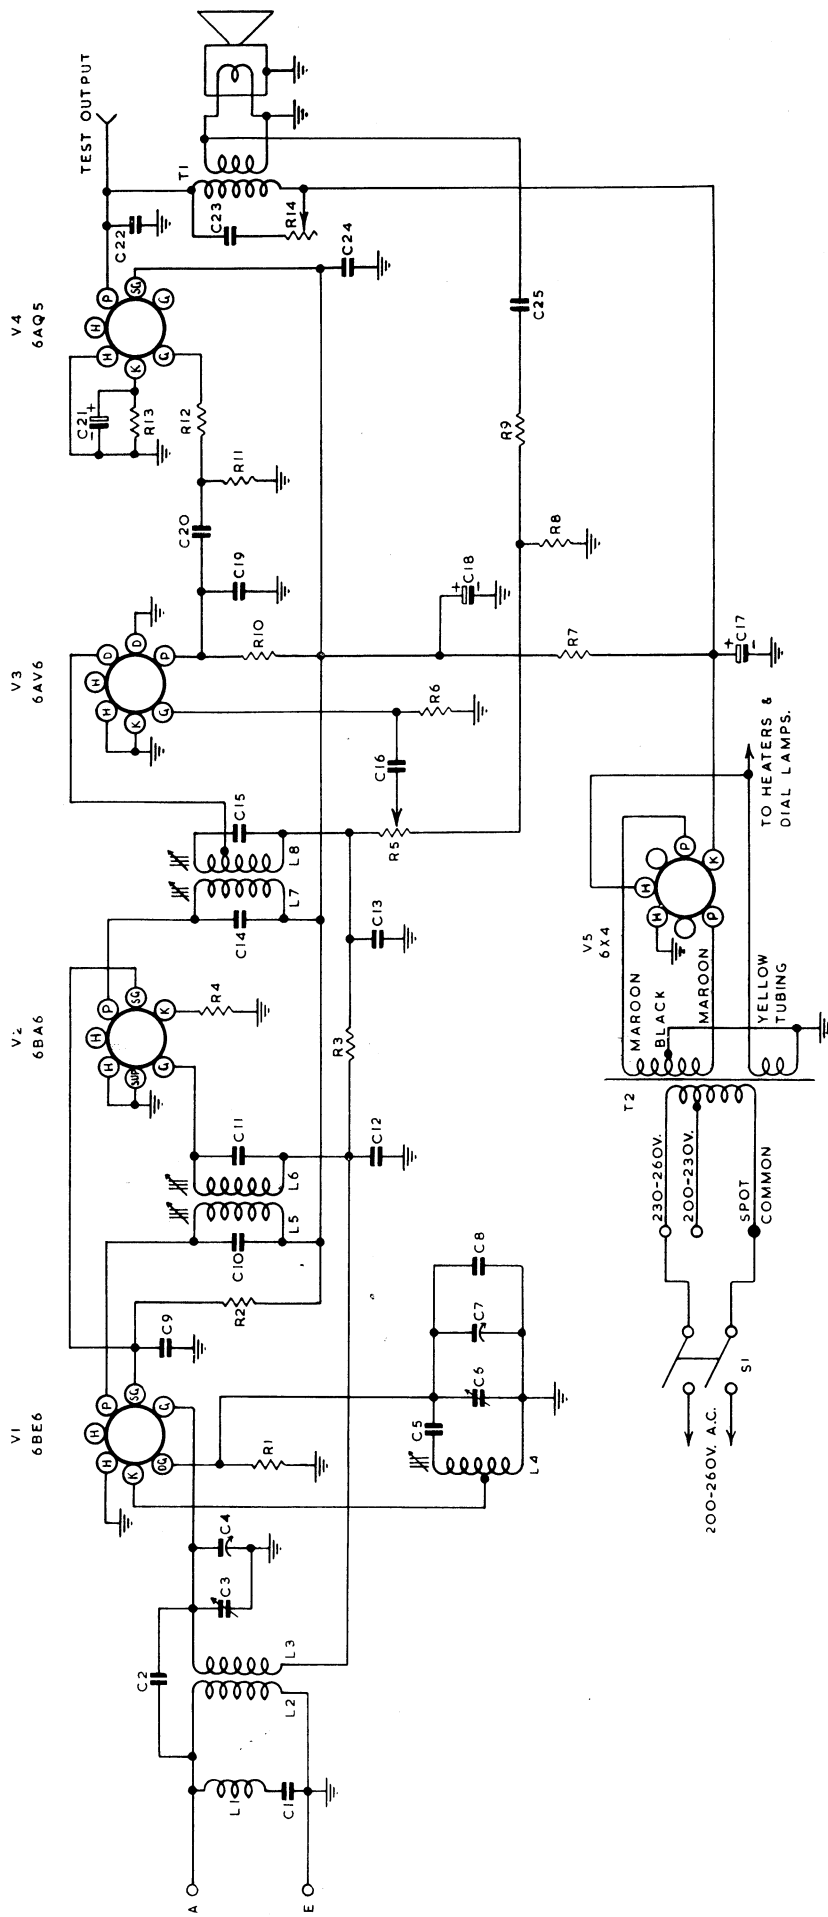 A
E
L1
C1
C2
L2
L3
C3
C4
V1
6BE6
H
H
P
K
OG
G
SG
R1
C9
R2
L4
C5
C6
C7
C8
L5
C10
L6
C11
C12
R3
V2
6BA6
H
H
P
SUP
G
K
SG
R4
C14
L7
L8
C15
C13
R5
C16
R6
V3
6AV6
H
H
D
D
K
G
P
R10
C19
C20
R11
R12
C18
R7
C17
R8
R9
C25
V4
6AQ5
H
H
P
K
G
G
SG
C21
R13
C22
C23
R14
C24
T1
TEST OUTPUT
200-260V. A.C.
S1
230-260V.
200-230V.
SPOT
COMMON
T2
MAROON
BLACK
MAROON
YELLOW
TUBING
V5
6X4
H
H
P
P
K
TO HEATERS &
DIAL LAMPS.
+
-
+
-
+
-